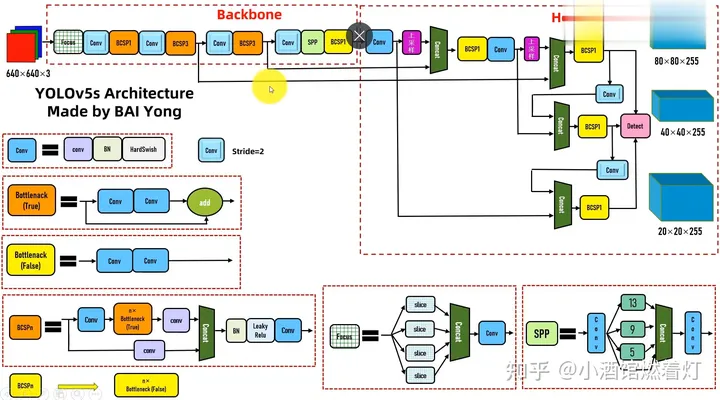 Backbone
H
Focus
Conv
BCSP1
Conv
BCSP3
Conv
BCSP3
Conv
SPP
BCSP1
Conv
上采样
Concat
BCSP1
Conv
上采样
Concat
BCSP1
640×640×3
80×80×255
YOLOv5s Architecture
Made by BAI Yong
Conv
Concat
BCSP1
Detect
40×40×255
Conv
Concat
BCSP1
20×20×255
Conv
conv
BN
HardSwish
Conv
Stride=2
Bottlenack
(True)
Conv
Conv
add
Bottlenack
(False)
Conv
Conv
BCSPn
Conv
n×
Bottleneck
(True)
conv
conv
Concat
BN
Leaky
Relu
Conv
BCSPn
n×
Bottleneck (False)
Focus
slice
slice
slice
slice
Concat
Conv
SPP
Conv
13
9
5
Concat
Conv
知乎 @小酒馆燃着灯